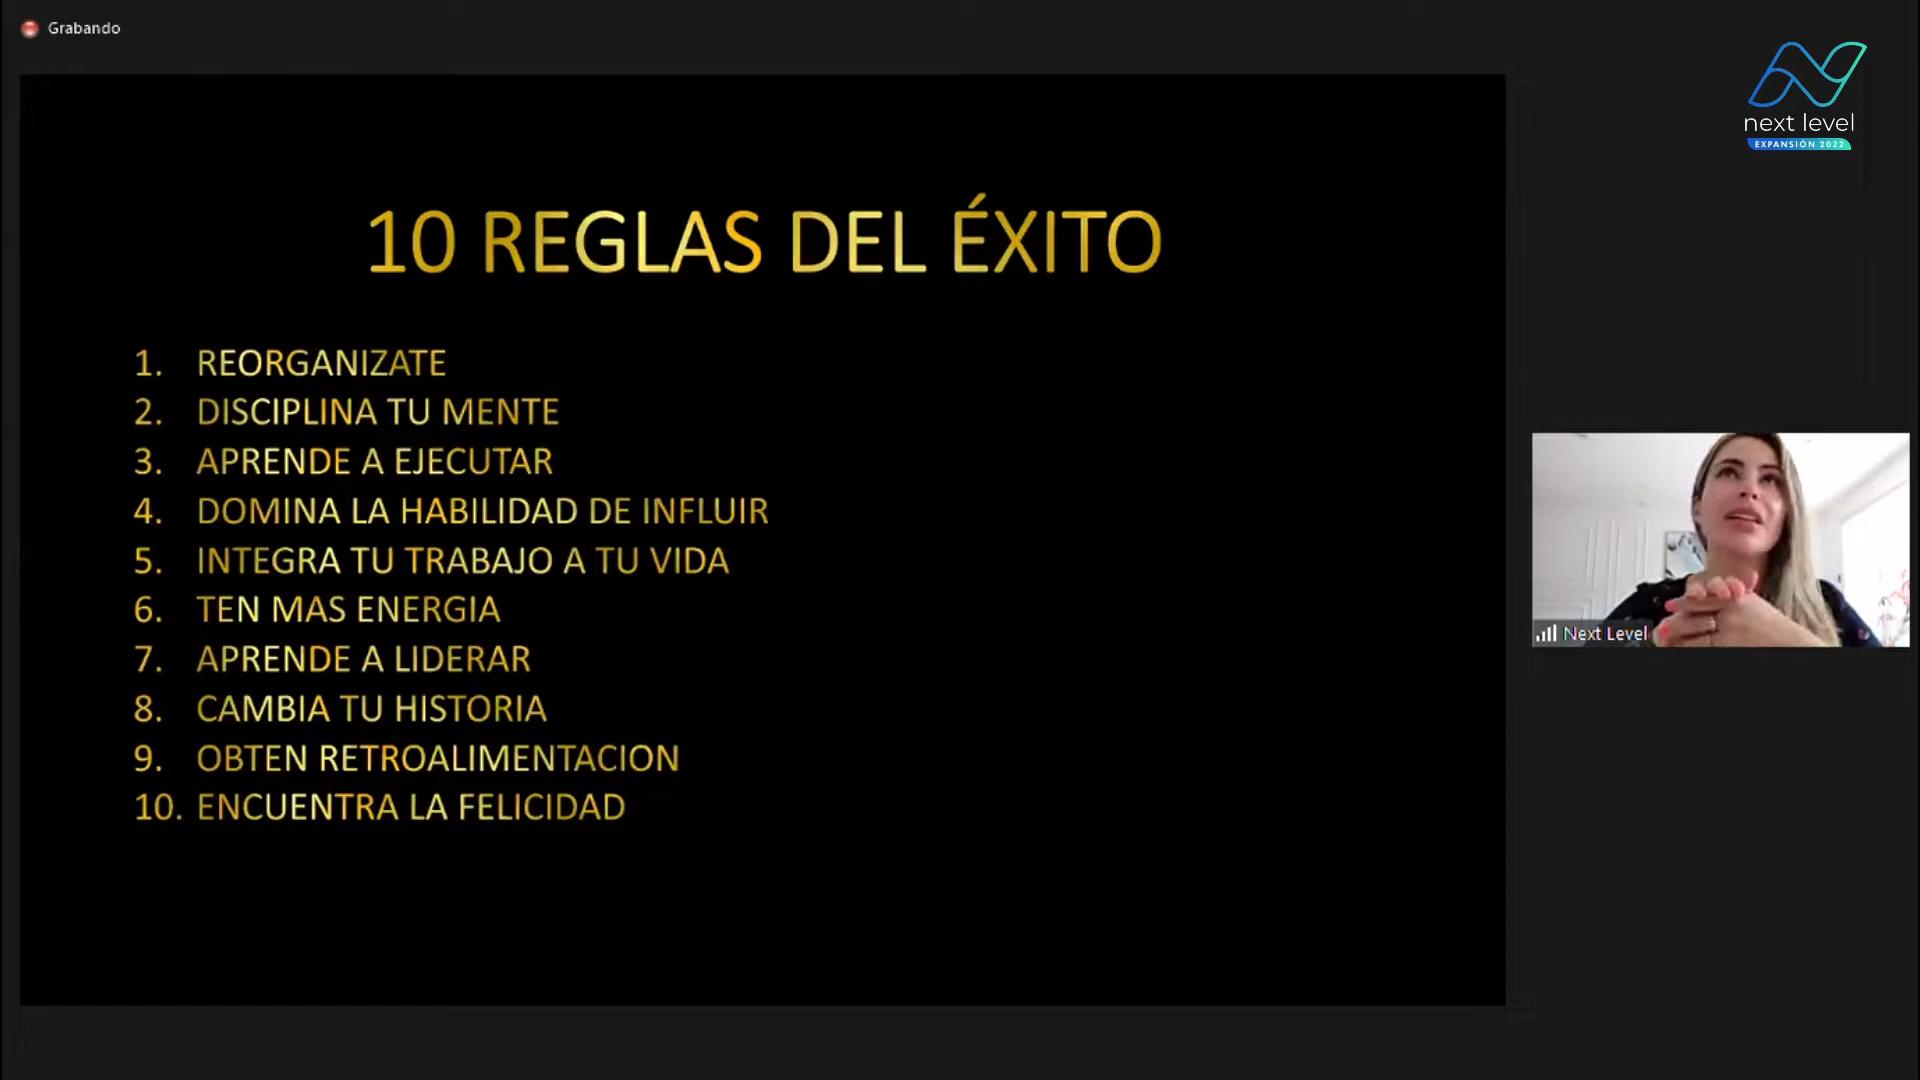 Grabando
next level
EXPANSIÓN 2022
10 REGLAS DEL ÉXITO
1. REORGANIZATE
2. DISCIPLINA TU MENTE
3. APRENDE A EJECUTAR
4. DOMINA LA HABILIDAD DE INFLUIR
5. INTEGRA TU TRABAJO A TU VIDA
6. TEN MAS ENERGIA
7. APRENDE A LIDERAR
8. CAMBIA TU HISTORIA
9. OBTEN RETROALIMENTACION
10. ENCUENTRA LA FELICIDAD
Next Level